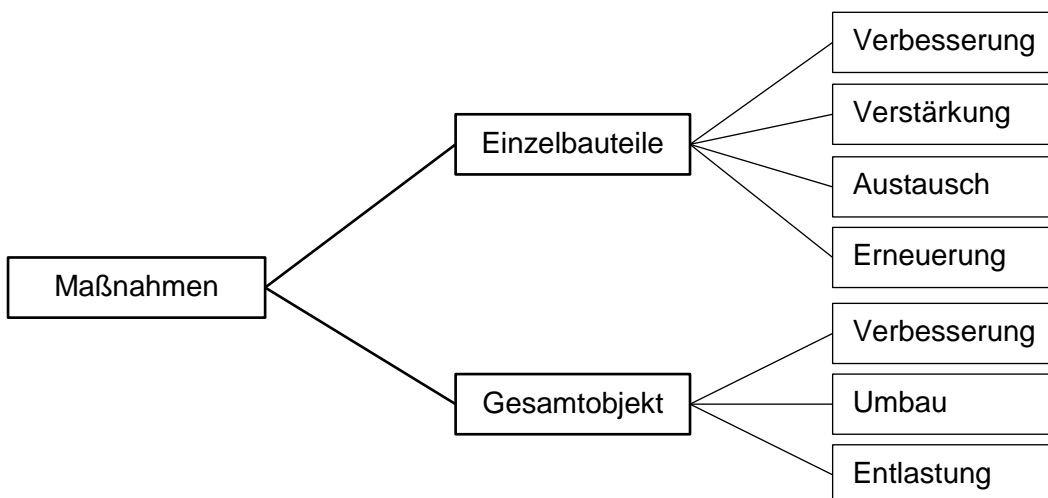 Verbesserung
Verstärkung
Einzelbauteile
Austausch
Erneuerung
Maßnahmen
Verbesserung
Gesamtobjekt
Umbau
Entlastung